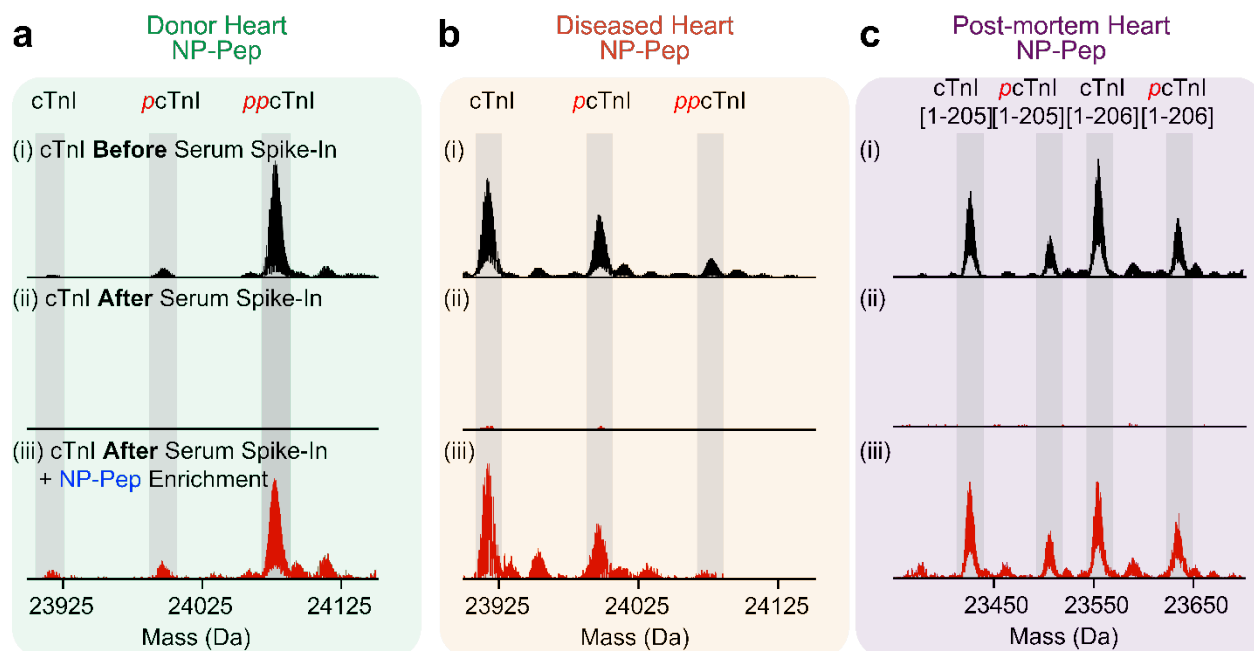 a
Donor Heart
NP-Pep
cTnI pcTnI ppcTnI
(i) cTnI Before Serum Spike-In
(ii) cTnI After Serum Spike-In
(iii) cTnI After Serum Spike-In
+ NP-Pep Enrichment
23925 24025 24125
Mass (Da)
b
Diseased Heart
NP-Pep
cTnI pcTnI ppcTnI
(i)
(ii)
(iii)
23925 24025 24125
Mass (Da)
c
Post-mortem Heart
NP-Pep
cTnI pcTnI cTnI pcTnI
[1-205] [1-205] [1-206] [1-206]
(i)
(ii)
(iii)
23450 23550 23650
Mass (Da)